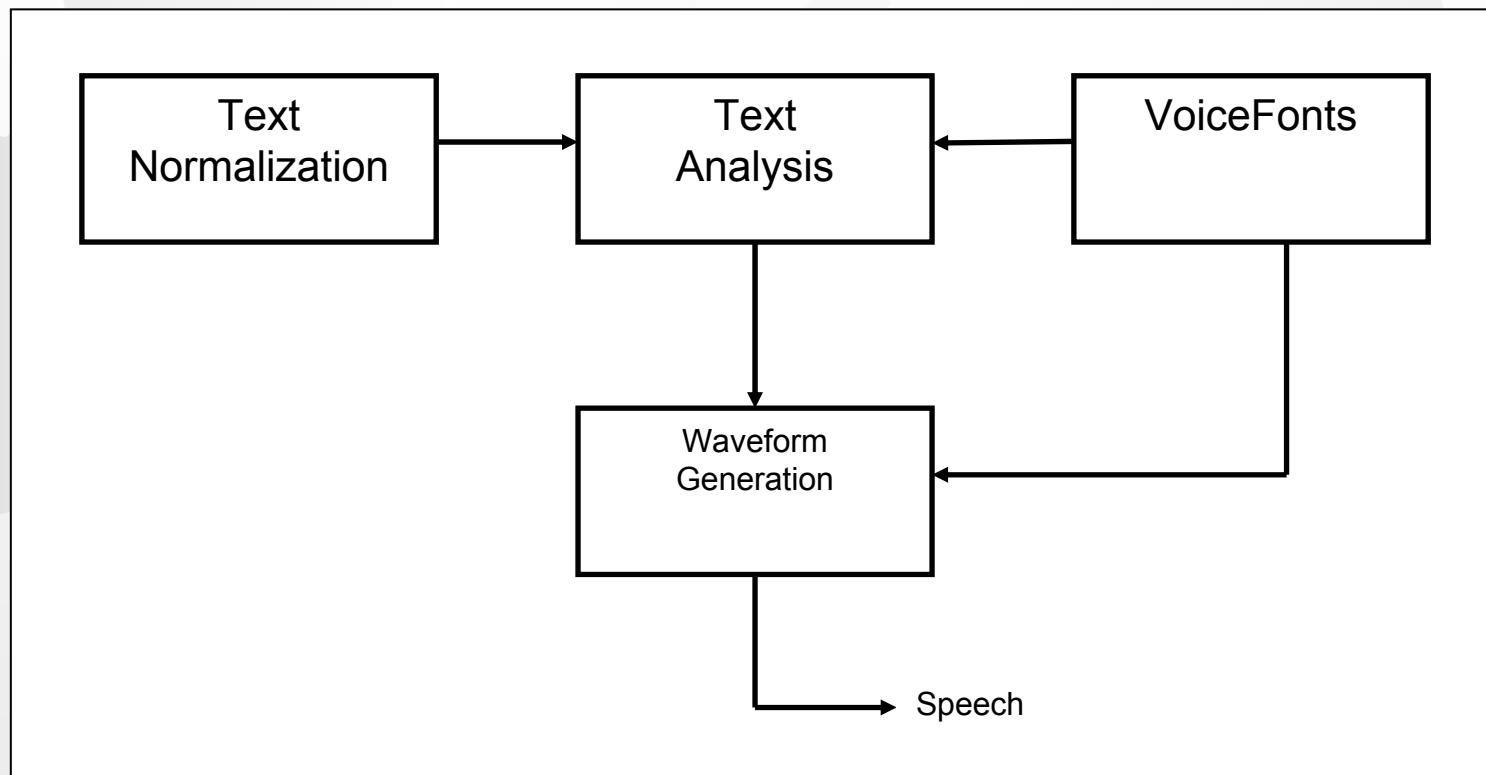 Text
Normalization
Text
Analysis
VoiceFonts
Waveform
Generation
Speech